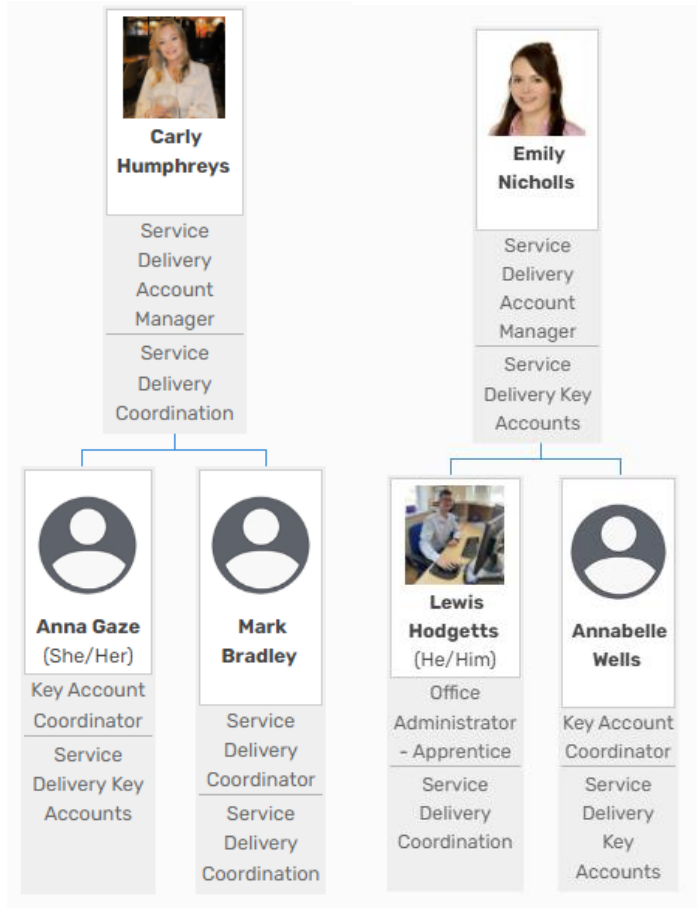 Carly
Humphreys
Service
Delivery
Account
Manager
Service
Delivery
Coordination
Emily
Nicholls
Service
Delivery
Account
Manager
Service
Delivery Key
Accounts
Anna Gaze
(She/Her)
Key Account
Coordinator
Service
Delivery Key
Accounts
Mark
Bradley
Service
Delivery
Coordinator
Service
Delivery
Coordination
Lewis
Hodgetts
(He/Him)
Office
Administrator
- Apprentice
Service
Delivery
Coordination
Annabelle
Wells
Key Account
Coordinator
Service
Delivery
Key
Accounts